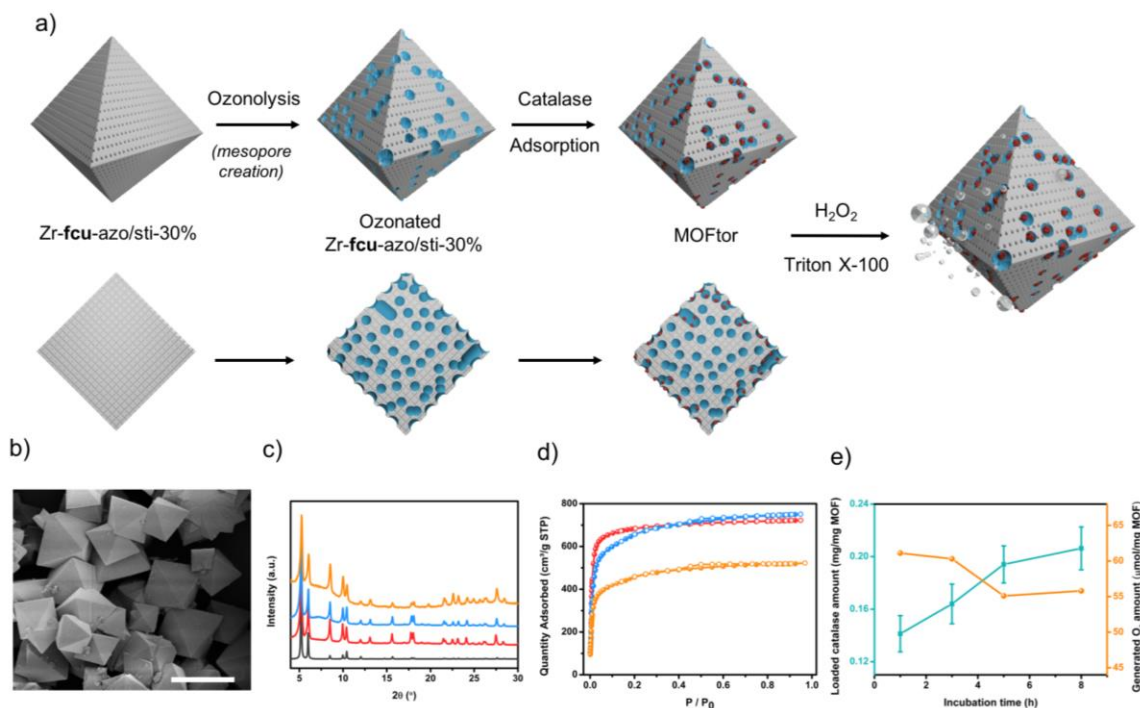 a)
Ozonolysis
(mesopore
creation)
Catalase
Adsorption
Zr-fcu-azo/sti-30%
Ozonated
Zr-fcu-azo/sti-30%
MOFtor
H2O2
Triton X-100
b)
c)
Intensity (a.u.)
5 10 15 20 25 30
2θ (°)
d)
Quantity Adsorbed (cm³/g STP)
800
700
600
500
400
300
200
100
0
0.0 0.2 0.4 0.6 0.8 1.0
P / P0
e)
Loaded catalase amount (mg/mg MOF)
0.24
0.20
0.16
0.12
0 2 4 6 8
Incubation time (h)
65
60
55
50
45
Generated O2 amount (μmol/mg MOF)